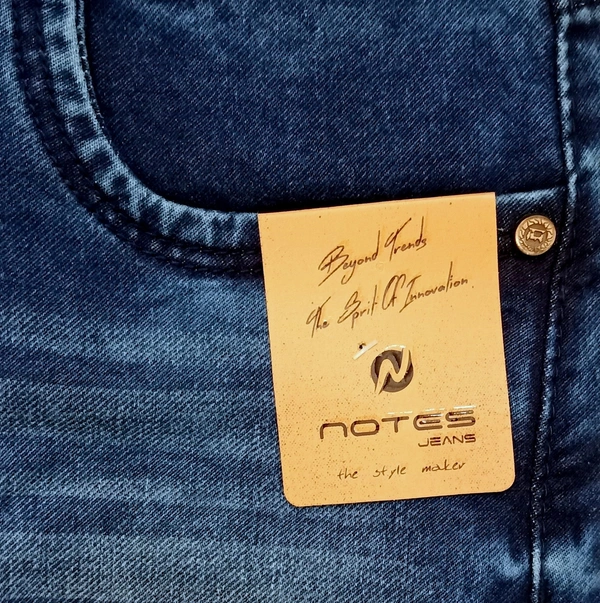 Beyond Trends
The Sprit Of Innovation.
N
NOTES
JEANS
the style maker